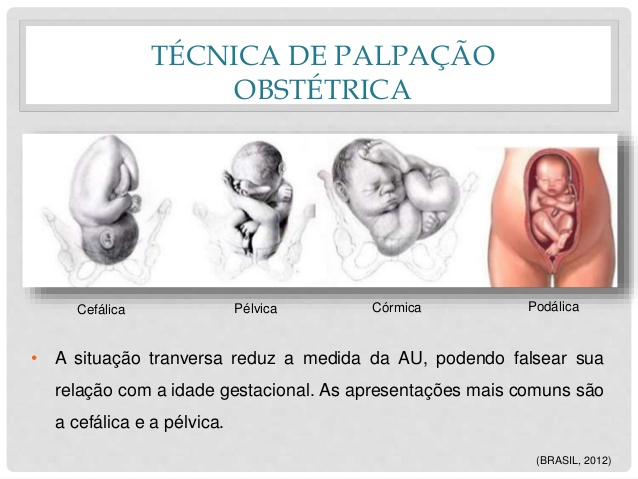 TÉCNICA DE PALPAÇÃO
OBSTÉTRICA
Cefálica
Pélvica
Córmica
Podálica
• A situação tranversa reduz a medida da AU, podendo falsear sua
relação com a idade gestacional. As apresentações mais comuns são
a cefálica e a pélvica.
(BRASIL, 2012)